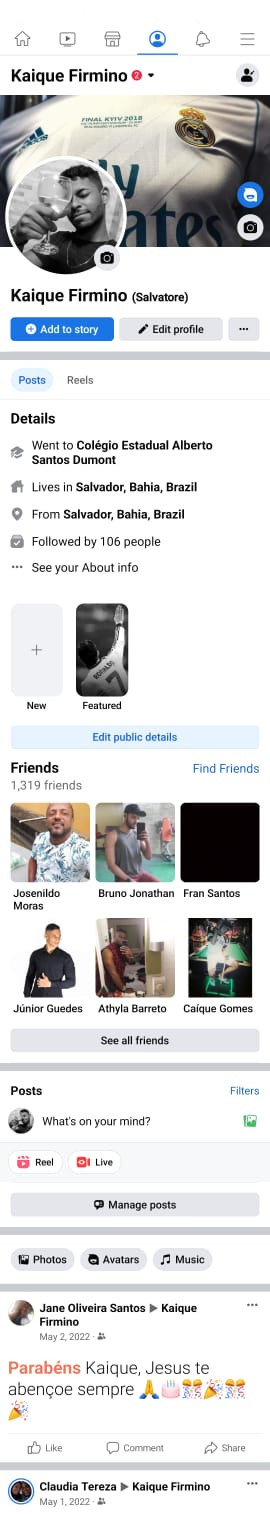 Kaique Firmino 2
adidas
FINAL KYIV 2018
Kaique Firmino (Salvatore)
Add to story
Edit profile
Posts
Reels
Details
Went to Colégio Estadual Alberto
Santos Dumont
Lives in Salvador, Bahia, Brazil
From Salvador, Bahia, Brazil
Followed by 106 people
See your About info
RONALDO
7
New
Featured
Edit public details
Friends
Find Friends
1,319 friends
Josenildo
Moras
Bruno Jonathan
Fran Santos
Júnior Guedes
Athyla Barreto
Caíque Gomes
See all friends
Posts
Filters
What's on your mind?
Reel
Live
Manage posts
Photos
Avatars
Music
Jane Oliveira Santos ▶ Kaique
Firmino
May 2, 2022 ·
Parabéns Kaique, Jesus te
abençoe sempre 🙏🎂🎊🎉🎊
🎉
Like
Comment
Share
Claudia Tereza ▶ Kaique Firmino
May 1, 2022 ·